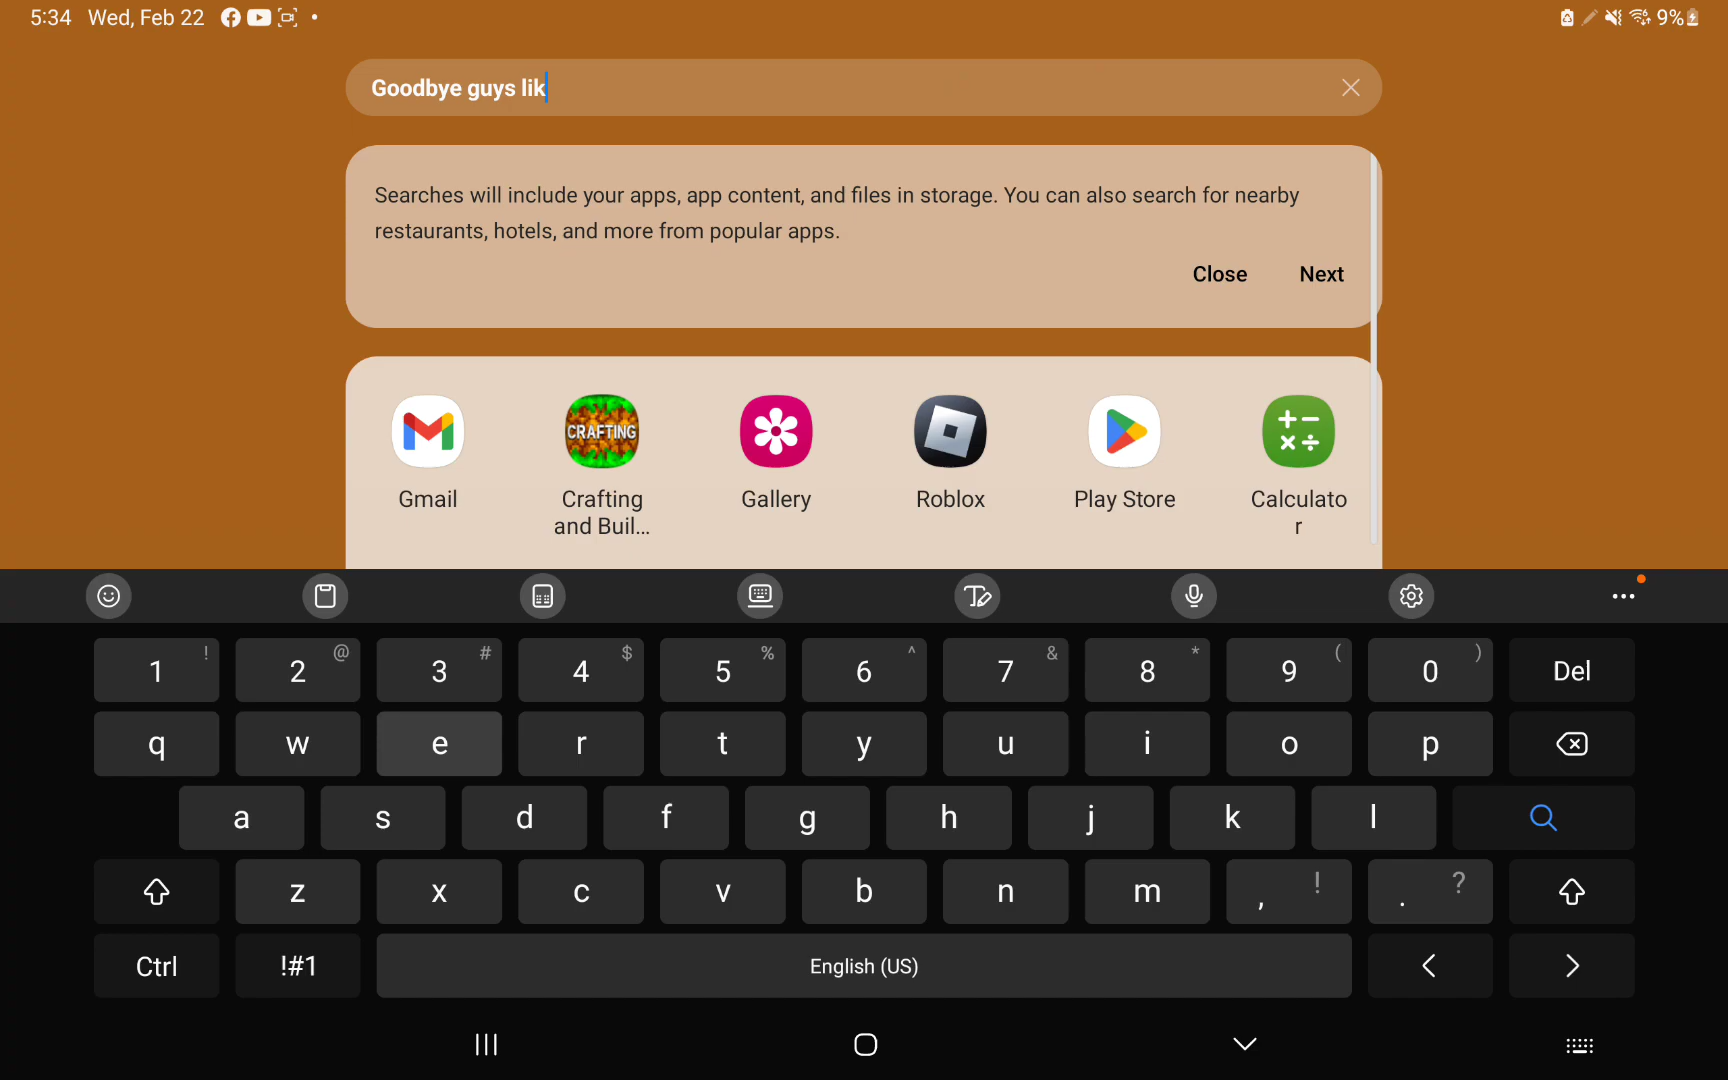 5:34 Wed, Feb 22 9%
Goodbye guys lik
Searches will include your apps, app content, and files in storage. You can also search for nearby
restaurants, hotels, and more from popular apps.
Close Next
CRAFTING
Gmail Crafting Gallery Roblox Play Store Calculato
and Buil... r
1 ! 2 @ 3 # 4 $ 5 % 6 ^ 7 & 8 * 9 ( 0 ) Del
q w e r t y u i o p
a s d f g h j k l
z x c v b n m , ! . ?
Ctrl !#1 English (US)